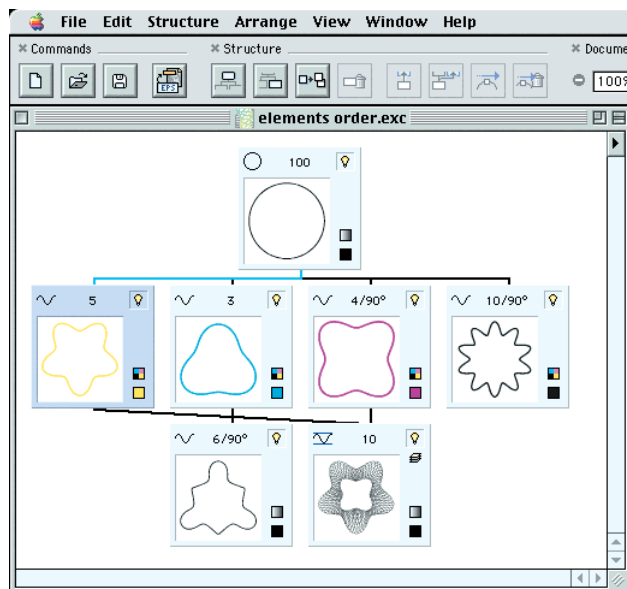 File Edit Structure Arrange View Window Help
Commands Structure Docume
EPS 100%
elements order.exc
100
5 3 4/90° 10/90°
6/90° 10